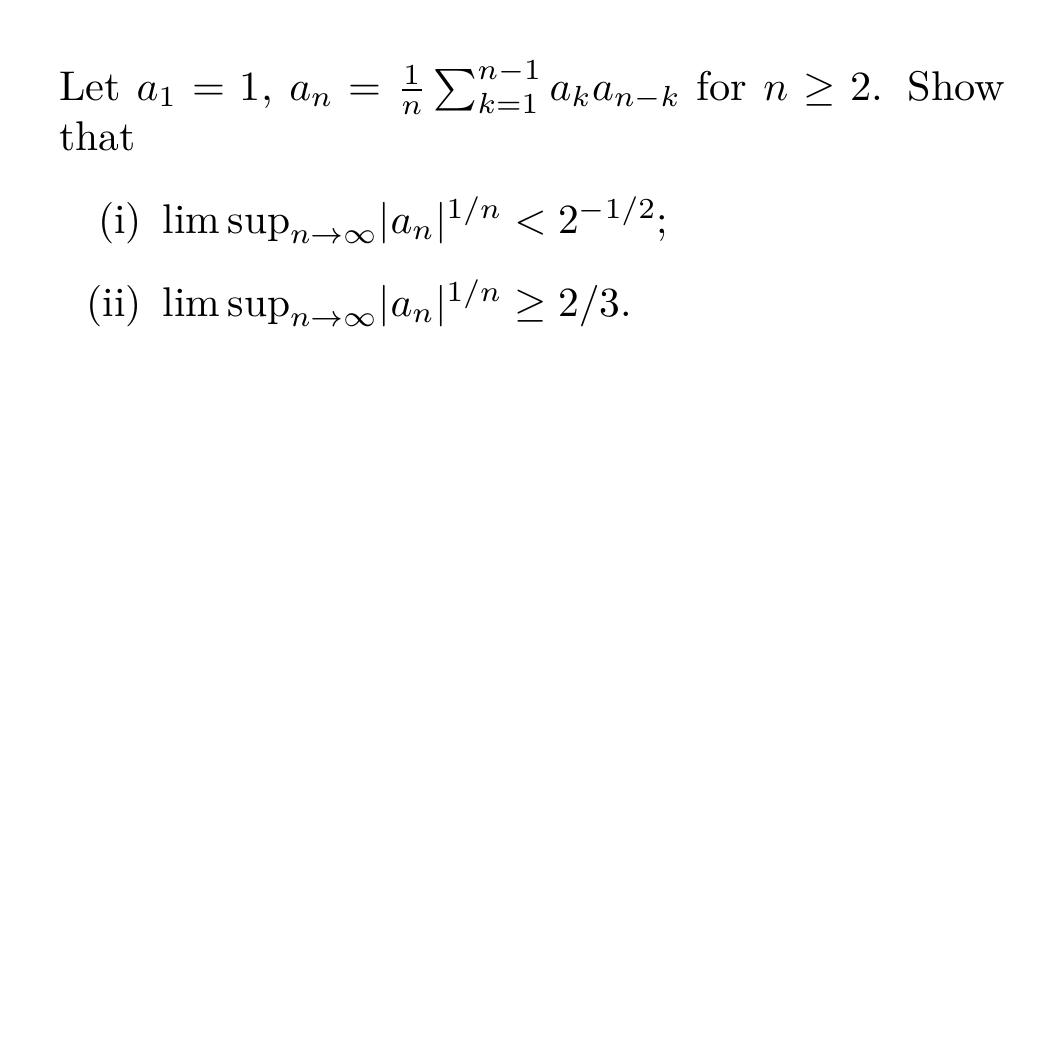 Let $a_1 = 1$, $a_n = \frac{1}{n} \sum_{k=1}^{n-1} a_k a_{n-k}$ for $n \geq 2$. Show
that
(i) $\limsup_{n \to \infty} |a_n|^{1/n} < 2^{-1/2}$;
(ii) $\limsup_{n \to \infty} |a_n|^{1/n} \geq 2/3$.